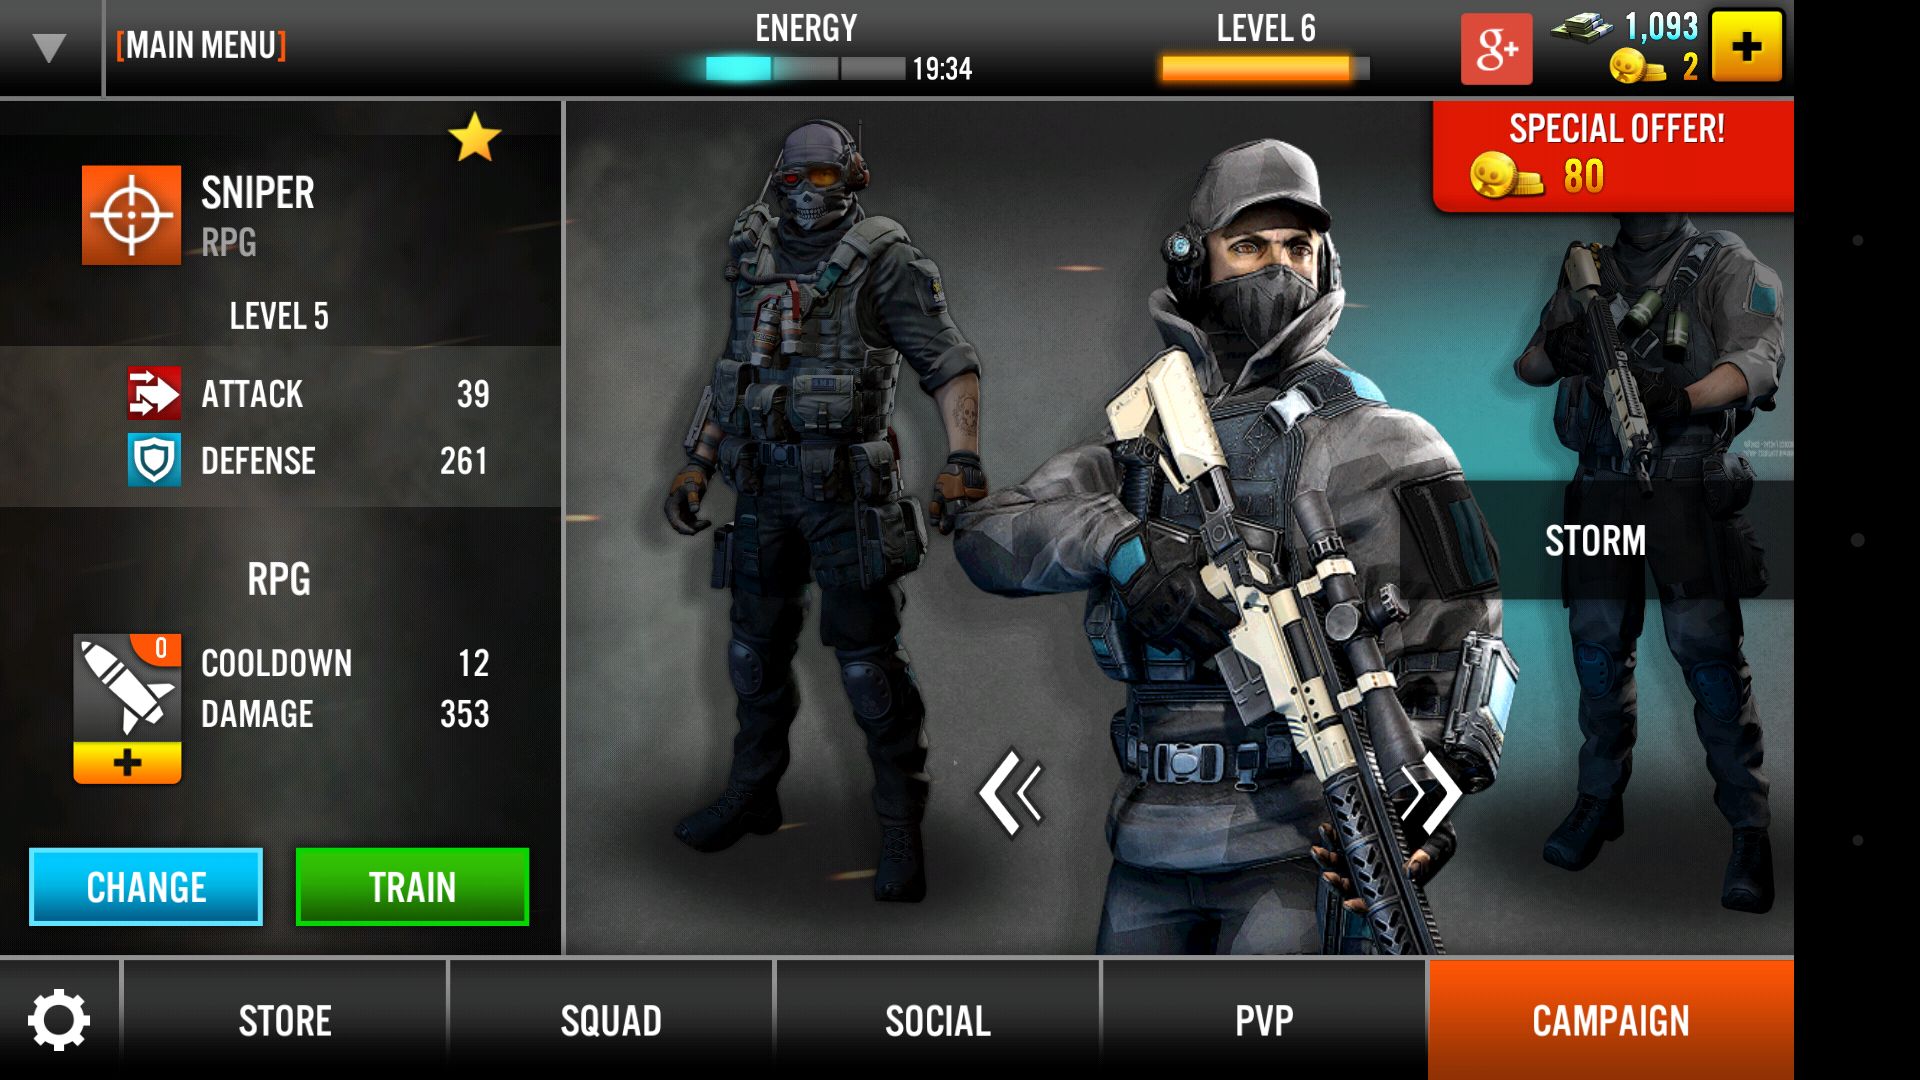 [MAIN MENU]
ENERGY
19:34
LEVEL 6
g+
1,093
2
SPECIAL OFFER!
80
SNIPER
RPG
LEVEL 5
ATTACK 39
DEFENSE 261
RPG
0
COOLDOWN 12
DAMAGE 353
CHANGE
TRAIN
STORM
STORE
SQUAD
SOCIAL
PVP
CAMPAIGN